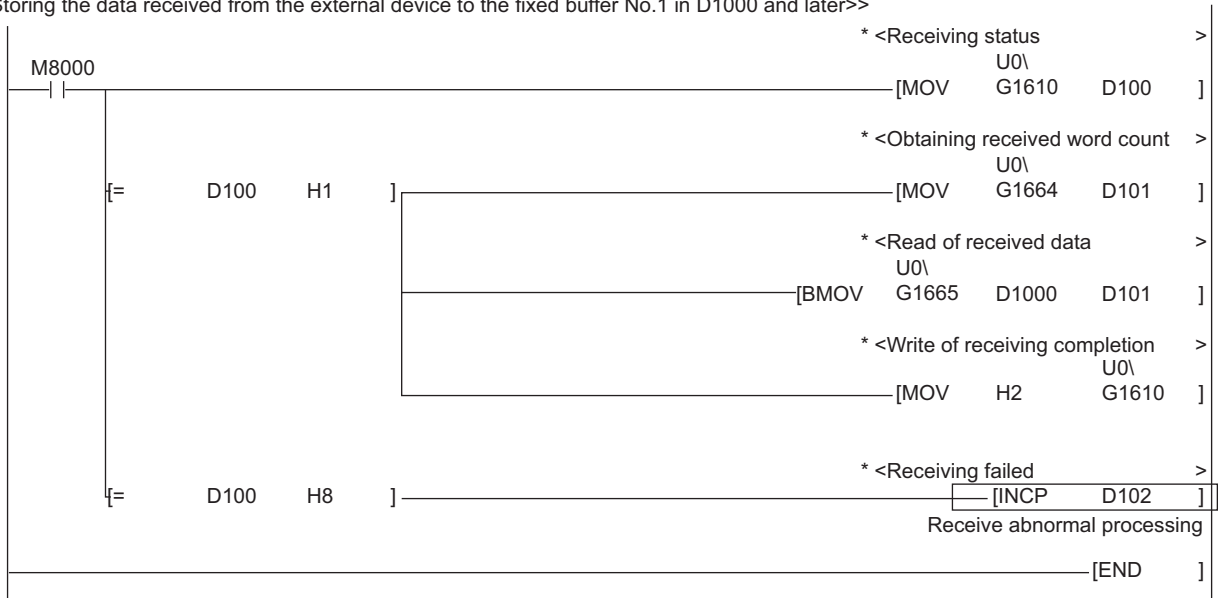 Storing the data received from the external device to the fixed buffer No.1 in D1000 and later>>
* <Receiving status >
M8000
U0\
[MOV G1610 D100 ]
* <Obtaining received word count >
U0\
[= D100 H1 ] [MOV G1664 D101 ]
* <Read of received data >
U0\
[BMOV G1665 D1000 D101 ]
* <Write of receiving completion >
U0\
[MOV H2 G1610 ]
* <Receiving failed >
[= D100 H8 ] [INCP D102 ]
Receive abnormal processing
[END ]